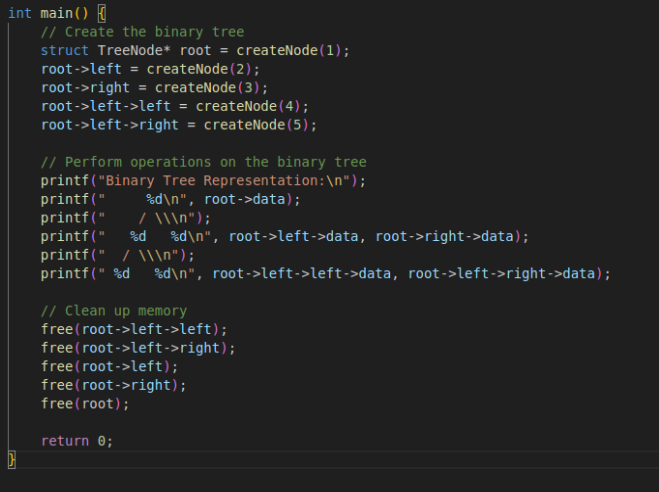 int main() {
    // Create the binary tree
    struct TreeNode* root = createNode(1);
    root->left = createNode(2);
    root->right = createNode(3);
    root->left->left = createNode(4);
    root->left->right = createNode(5);

    // Perform operations on the binary tree
    printf("Binary Tree Representation:\n");
    printf("     %d\n", root->data);
    printf("    / \\\n");
    printf("   %d   %d\n", root->left->data, root->right->data);
    printf("  / \\\n");
    printf(" %d   %d\n", root->left->left->data, root->left->right->data);

    // Clean up memory
    free(root->left->left);
    free(root->left->right);
    free(root->left);
    free(root->right);
    free(root);

    return 0;
}